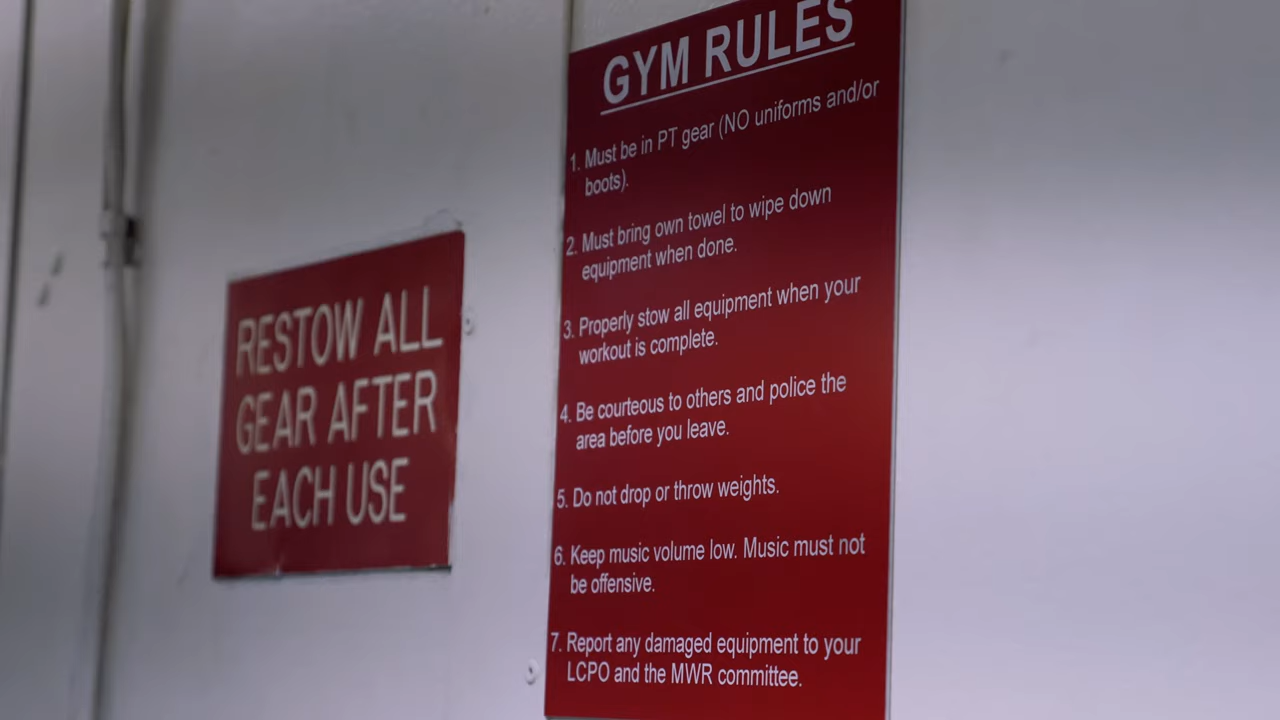 RESTOW ALL
GEAR AFTER
EACH USE
GYM RULES
1. Must be in PT gear (NO uniforms and/or
boots).
2. Must bring own towel to wipe down
equipment when done.
3. Properly stow all equipment when your
workout is complete.
4. Be courteous to others and police the
area before you leave.
5. Do not drop or throw weights.
6. Keep music volume low. Music must not
be offensive.
7. Report any damaged equipment to your
LCPO and the MWR committee.